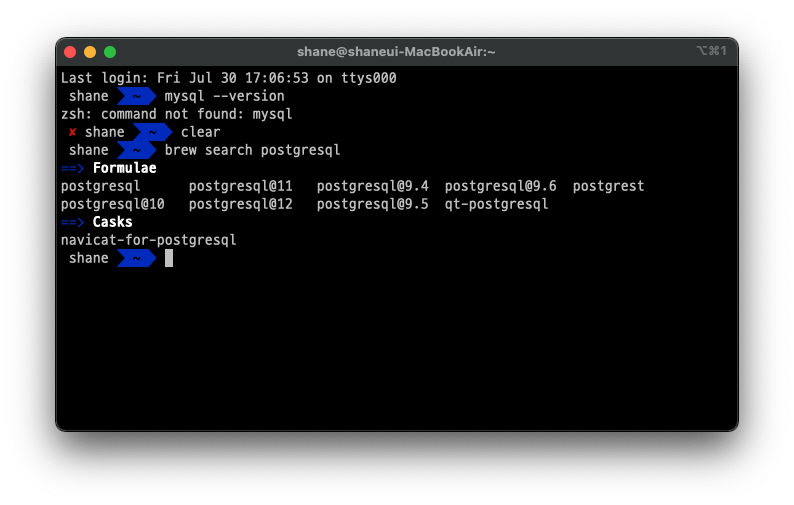 shane@shaneui-MacBookAir:~
⌥⌘1
Last login: Fri Jul 30 17:06:53 on ttys000
shane ~ mysql --version
zsh: command not found: mysql
✘ shane ~ clear
shane ~ brew search postgresql
==> Formulae
postgresql postgresql@11 postgresql@9.4 postgresql@9.6 postgrest
postgresql@10 postgresql@12 postgresql@9.5 qt-postgresql
==> Casks
navicat-for-postgresql
shane ~